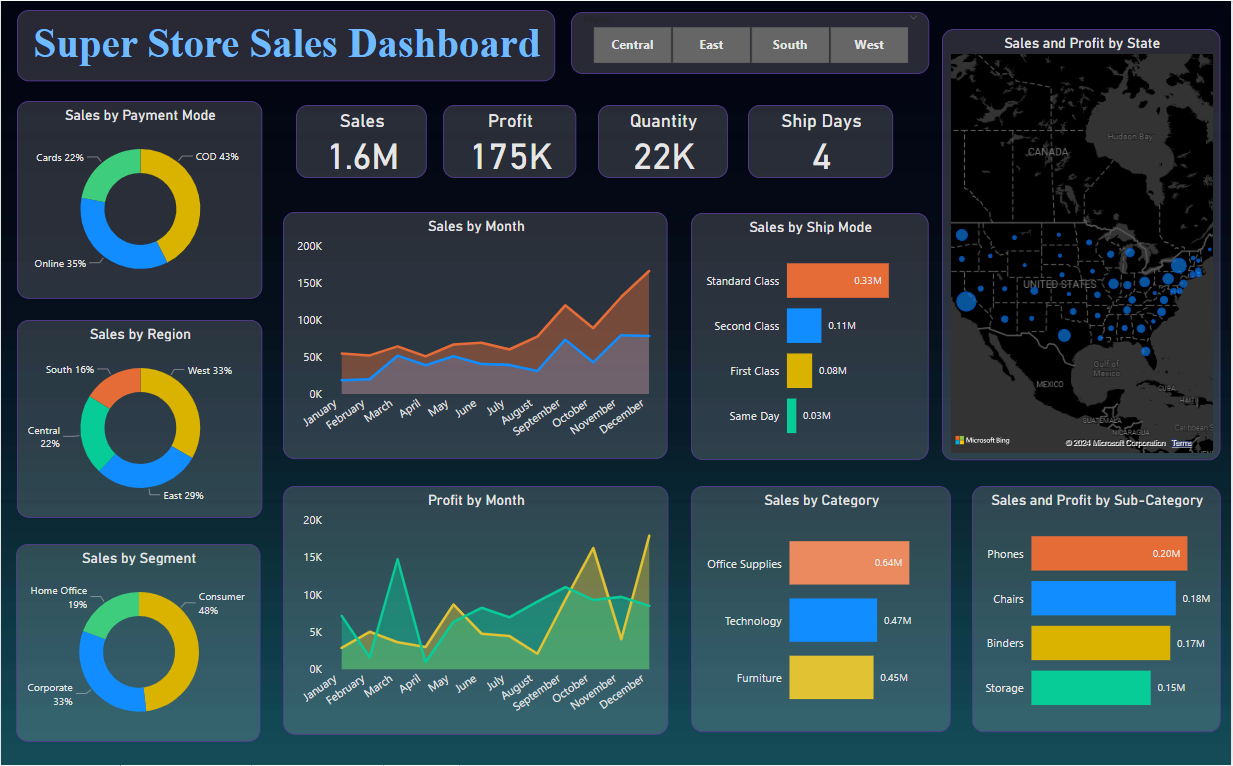 Super Store Sales Dashboard
Central East South West
Sales by Payment Mode
Cards 22%
COD 43%
Online 35%
Sales
1.6M
Profit
175K
Quantity
22K
Ship Days
4
Sales and Profit by State
CANADA
Hudson Bay
UNITED STATES
MEXICO
Gulf of
Mexico
CUBA
HAITI
GUATEMALA
NICARAGUA
Caribbean S
Microsoft Bing
© 2024 Microsoft Corporation Terms
Sales by Region
South 16%
West 33%
Central
22%
East 29%
Sales by Month
200K
150K
100K
50K
0K
January
February
March
April
May
June
July
August
September
October
November
December
Sales by Ship Mode
Standard Class 0.33M
Second Class 0.11M
First Class 0.08M
Same Day 0.03M
Sales by Segment
Home Office
19%
Consumer
48%
Corporate
33%
Profit by Month
20K
15K
10K
5K
0K
January
February
March
April
May
June
July
August
September
October
November
December
Sales by Category
Office Supplies 0.64M
Technology 0.47M
Furniture 0.45M
Sales and Profit by Sub-Category
Phones 0.20M
Chairs 0.18M
Binders 0.17M
Storage 0.15M